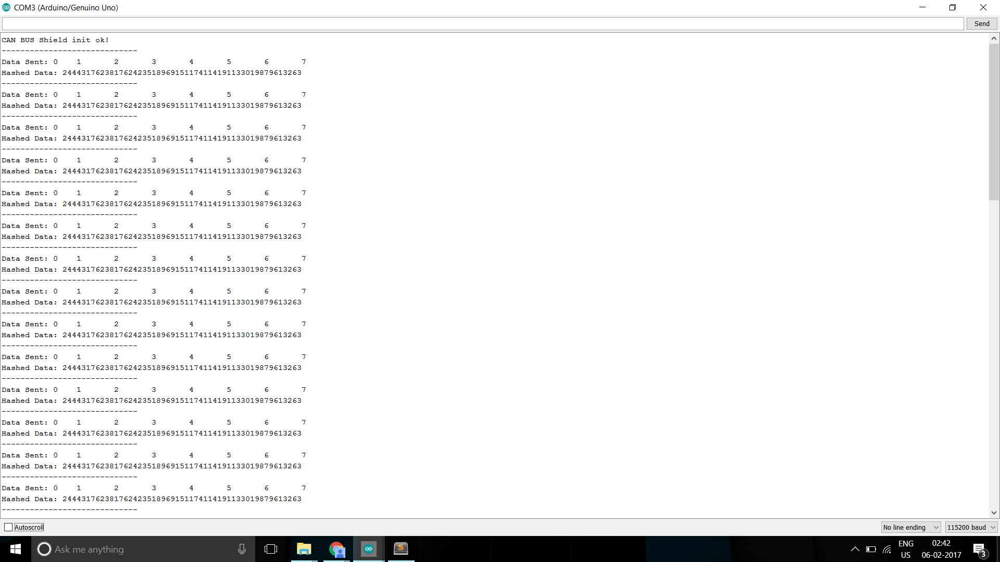 COM3 (Arduino/Genuino Uno)
Send
CAN BUS Shield init ok!
-----------------------------
Data Sent: 0    1       2       3       4       5       6       7
Hashed Data: 244431762381762423518969151174114191133019879613263
-----------------------------
Data Sent: 0    1       2       3       4       5       6       7
Hashed Data: 244431762381762423518969151174114191133019879613263
-----------------------------
Data Sent: 0    1       2       3       4       5       6       7
Hashed Data: 244431762381762423518969151174114191133019879613263
-----------------------------
Data Sent: 0    1       2       3       4       5       6       7
Hashed Data: 244431762381762423518969151174114191133019879613263
-----------------------------
Data Sent: 0    1       2       3       4       5       6       7
Hashed Data: 244431762381762423518969151174114191133019879613263
-----------------------------
Data Sent: 0    1       2       3       4       5       6       7
Hashed Data: 244431762381762423518969151174114191133019879613263
-----------------------------
Data Sent: 0    1       2       3       4       5       6       7
Hashed Data: 244431762381762423518969151174114191133019879613263
-----------------------------
Data Sent: 0    1       2       3       4       5       6       7
Hashed Data: 244431762381762423518969151174114191133019879613263
-----------------------------
Data Sent: 0    1       2       3       4       5       6       7
Hashed Data: 244431762381762423518969151174114191133019879613263
-----------------------------
Data Sent: 0    1       2       3       4       5       6       7
Hashed Data: 244431762381762423518969151174114191133019879613263
-----------------------------
Data Sent: 0    1       2       3       4       5       6       7
Hashed Data: 244431762381762423518969151174114191133019879613263
-----------------------------
Data Sent: 0    1       2       3       4       5       6       7
Hashed Data: 244431762381762423518969151174114191133019879613263
-----------------------------
Data Sent: 0    1       2       3       4       5       6       7
Hashed Data: 244431762381762423518969151174114191133019879613263
-----------------------------
Data Sent: 0    1       2       3       4       5       6       7
Hashed Data: 244431762381762423518969151174114191133019879613263
-----------------------------
Autoscroll
No line ending
115200 baud
Ask me anything
S
ENG
US
02:42
06-02-2017
3